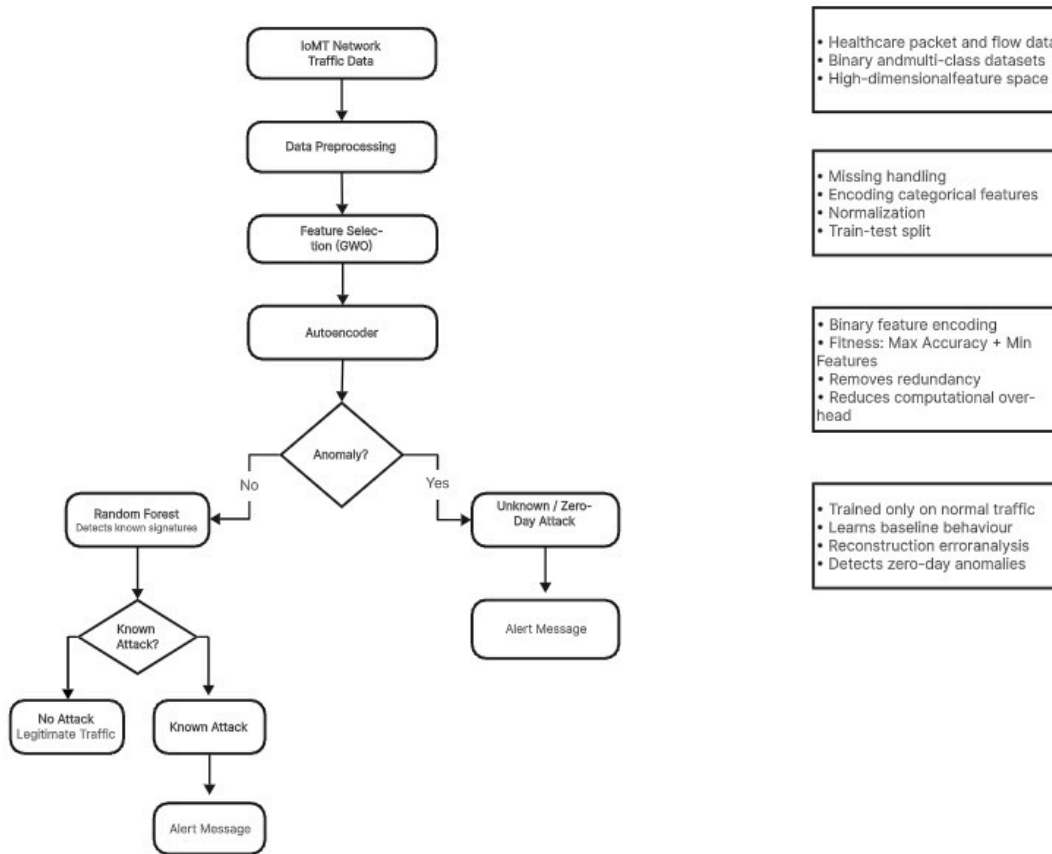 IoMT Network
Traffic Data
Data Preprocessing
Feature Selec-
tion (GWO)
Autoencoder
Anomaly?
No
Yes
Random Forest
Detects known signatures
Unknown / Zero-
Day Attack
Alert Message
Known
Attack?
No Attack
Legitimate Traffic
Known Attack
Alert Message
• Healthcare packet and flow data
• Binary andmulti-class datasets
• High-dimensionalfeature space
• Missing handling
• Encoding categorical features
• Normalization
• Train-test split
• Binary feature encoding
• Fitness: Max Accuracy + Min
Features
• Removes redundancy
• Reduces computational over-
head
• Trained only on normal traffic
• Learns baseline behaviour
• Reconstruction erroranalysis
• Detects zero-day anomalies